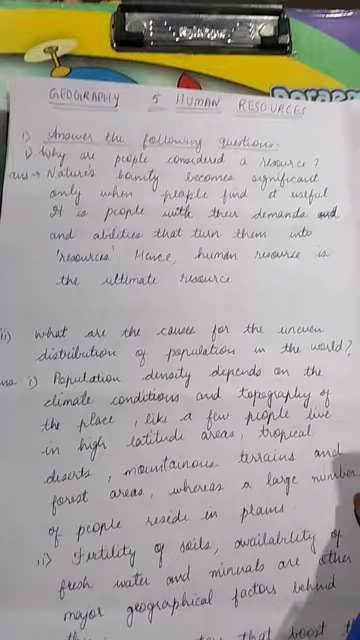 Doraemon
GEOGRAPHY 5 HUMAN RESOURCES
1) Answer the following questions.
i) Why are people considered a resource?
ans → Nature's bounty becomes significant
only when people find it useful
It is people with their demands and
and abilities that turn them into
'resources' Hence, human resource is
the ultimate resource
ii) what are the causes for the uneven
distribution of population in the world?
ans i) Population density depends on the
climate conditions and topography of
the place, like a few people live
in high latitude areas, tropical
deserts, mountainous terrains and
forest areas, whereas a large number
of people reside in plains.
ii) Fertility of soils, availability of
fresh water and minerals are other
major geographical factors behind
that boost